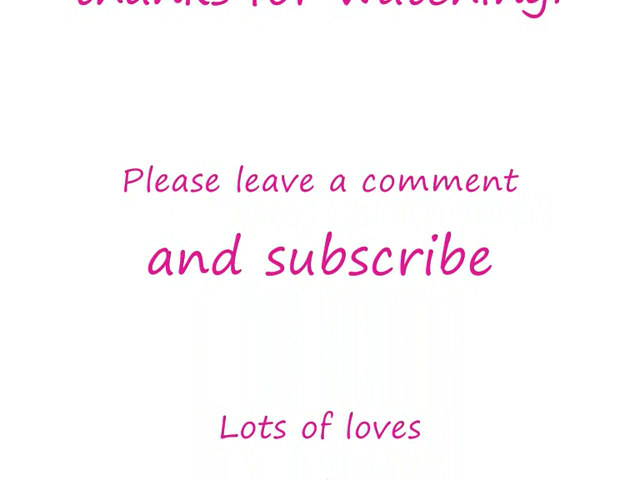 thanks for watching!
Please leave a comment
and subscribe
Lots of loves